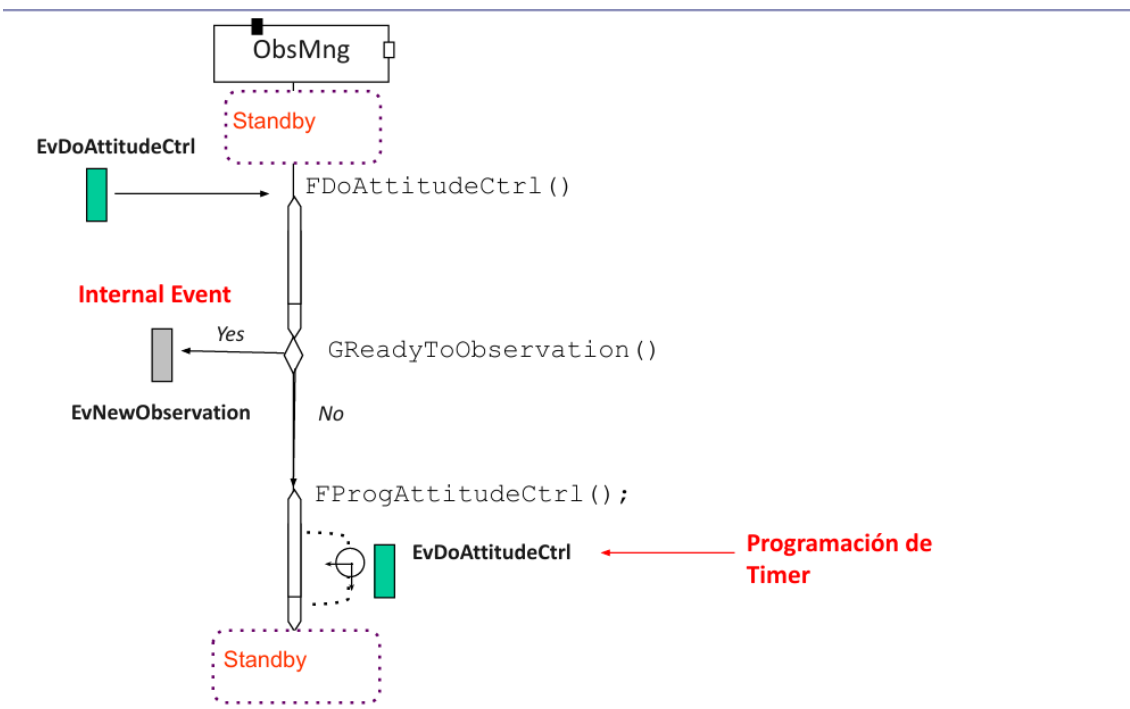 ObsMng
Standby
EvDoAttitudeCtrl
FDoAttitudeCtrl()
Internal Event
Yes
GReadyToObservation()
EvNewObservation
No
FProgAttitudeCtrl();
EvDoAttitudeCtrl
Programación de
Timer
Standby